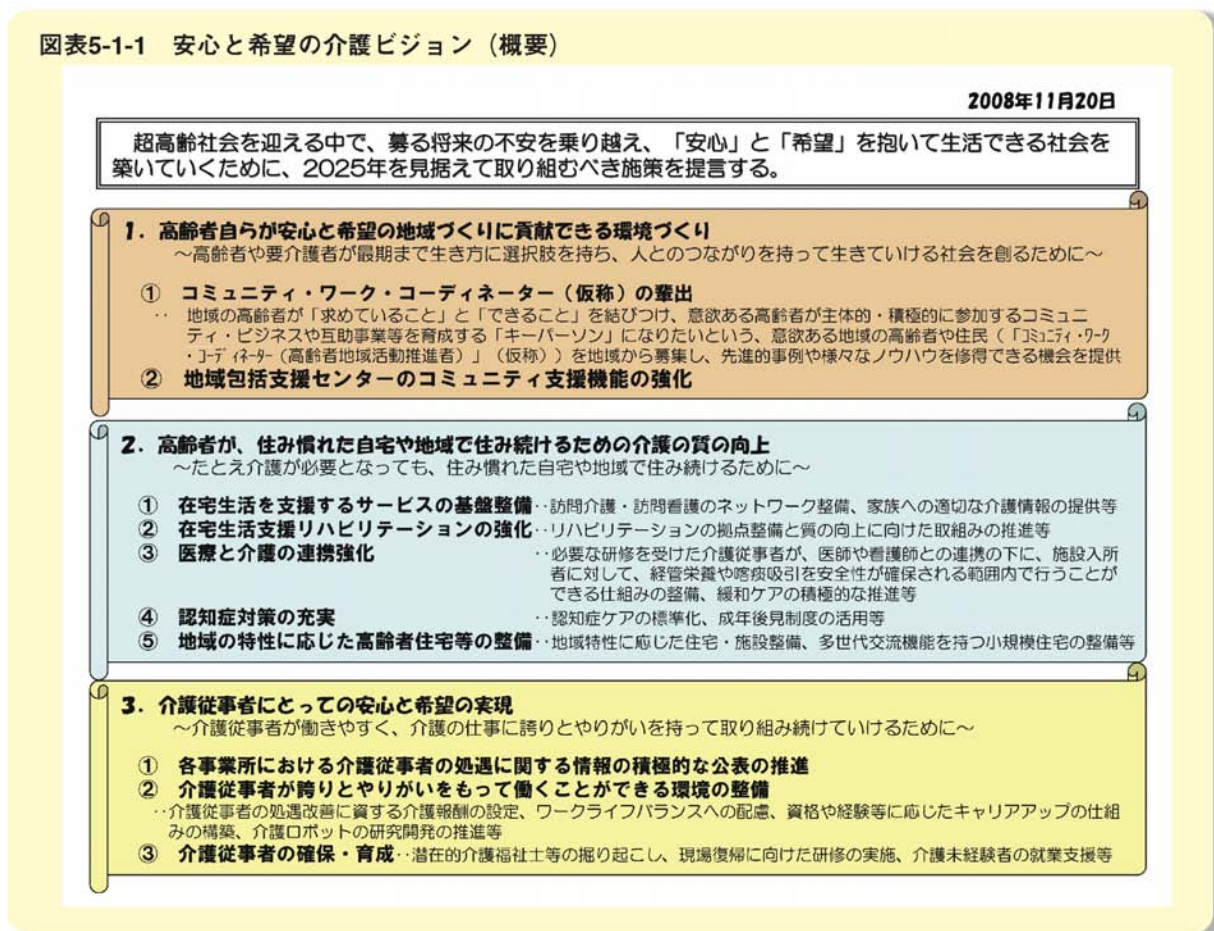 図表5-1-1 安心と希望の介護ビジョン（概要）
2008年11月20日
超高齢社会を迎える中で、募る将来の不安を乗り越え、「安心」と「希望」を抱いて生活できる社会を
築いていくために、2025年を見据えて取り組むべき施策を提言する。
1．高齢者自らが安心と希望の地域づくりに貢献できる環境づくり
～高齢者や要介護者が最期まで生き方に選択肢を持ち、人とのつながりを持って生きていける社会を創るために～
① コミュニティ・ワーク・コーディネーター（仮称）の輩出
‥ 地域の高齢者が「求めていること」と「できること」を結びつけ、意欲ある高齢者が主体的・積極的に参加するコミュニ
ティ・ビジネスや互助事業等を育成する「キーパーソン」になりたいという、意欲ある地域の高齢者や住民（「ｺﾐｭﾆﾃｨ・ﾜｰｸ
・ｺｰﾃﾞｨﾈｰﾀｰ（高齢者地域活動推進者）」（仮称））を地域から募集し、先進的事例や様々なノウハウを修得できる機会を提供
② 地域包括支援センターのコミュニティ支援機能の強化
2．高齢者が、住み慣れた自宅や地域で住み続けるための介護の質の向上
～たとえ介護が必要となっても、住み慣れた自宅や地域で住み続けるために～
① 在宅生活を支援するサービスの基盤整備‥訪問介護・訪問看護のネットワーク整備、家族への適切な介護情報の提供等
② 在宅生活支援リハビリテーションの強化‥リハビリテーションの拠点整備と質の向上に向けた取組みの推進等
③ 医療と介護の連携強化 ‥必要な研修を受けた介護従事者が、医師や看護師との連携の下に、施設入所
者に対して、経管栄養や喀痰吸引を安全性が確保される範囲内で行うことが
できる仕組みの整備、緩和ケアの積極的な推進等
④ 認知症対策の充実 ‥認知症ケアの標準化、成年後見制度の活用等
⑤ 地域の特性に応じた高齢者住宅等の整備‥地域特性に応じた住宅・施設整備、多世代交流機能を持つ小規模住宅の整備等
3．介護従事者にとっての安心と希望の実現
～介護従事者が働きやすく、介護の仕事に誇りとやりがいを持って取り組み続けていけるために～
① 各事業所における介護従事者の処遇に関する情報の積極的な公表の推進
② 介護従事者が誇りとやりがいをもって働くことができる環境の整備
‥介護従事者の処遇改善に資する介護報酬の設定、ワークライフバランスへの配慮、資格や経験等に応じたキャリアアップの仕組
みの構築、介護ロボットの研究開発の推進等
③ 介護従事者の確保・育成‥潜在的介護福祉士等の掘り起こし、現場復帰に向けた研修の実施、介護未経験者の就業支援等